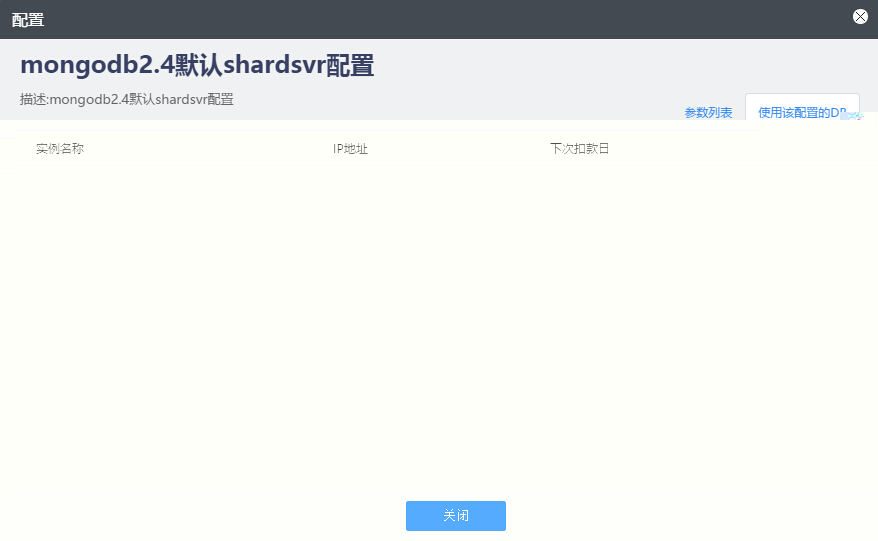 配置
mongodb2.4默认shardsvr配置
描述:mongodb2.4默认shardsvr配置
参数列表 使用该配置的DB
实例名称 IP地址 下次扣款日
关闭